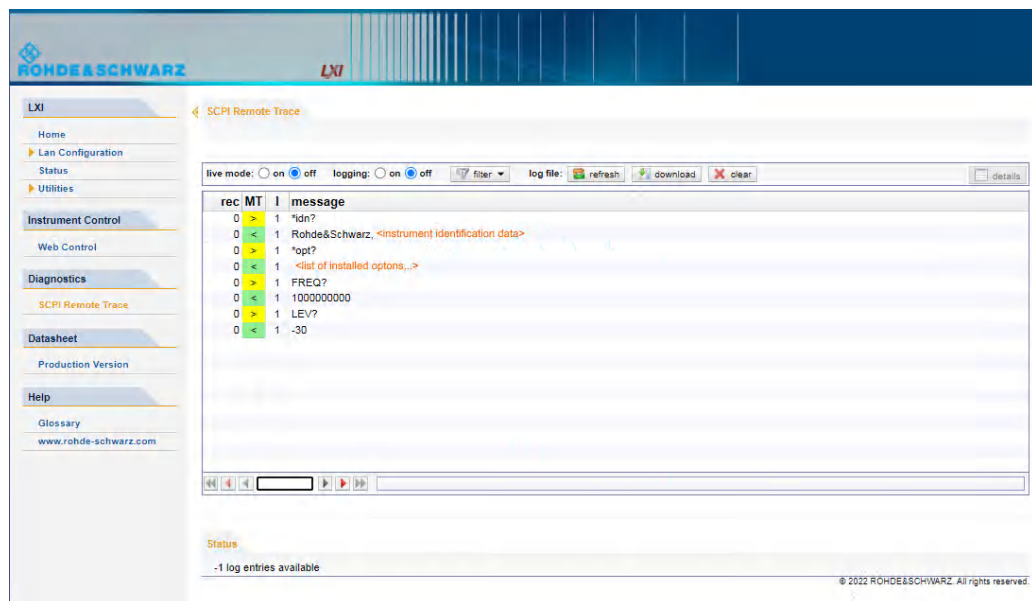 ROHDE&SCHWARZ
LXI
LXI
Home
Lan Configuration
Status
Utilities
Instrument Control
Web Control
Diagnostics
SCPI Remote Trace
Datasheet
Production Version
Help
Glossary
www.rohde-schwarz.com
SCPI Remote Trace
live mode: on off logging: on off filter log file: refresh download clear details
rec MT I message
0 > 1 *idn?
0 < 1 Rohde&Schwarz, <instrument identification data>
0 > 1 *opt?
0 < 1 <list of installed optons,..>
0 > 1 FREQ?
0 < 1 1000000000
0 > 1 LEV?
0 < 1 -30
Status
-1 log entries available
© 2022 ROHDE&SCHWARZ. All rights reserved.